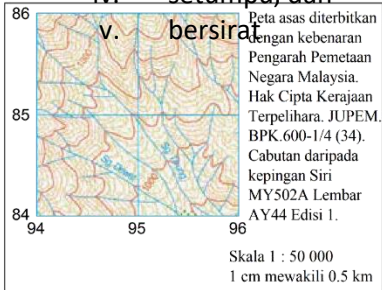 v. bersirat
86
85
84
94 95 96
1000
Peta asas diterbitkan
dengan kebenaran
Pengarah Pemetaan
Negara Malaysia.
Hak Cipta Kerajaan
Terpelihara. JUPEM.
BPK.600-1/4 (34).
Cabutan daripada
kepingan Siri
MY502A Lembar
AY44 Edisi 1.
Skala 1 : 50 000
1 cm mewakili 0.5 km